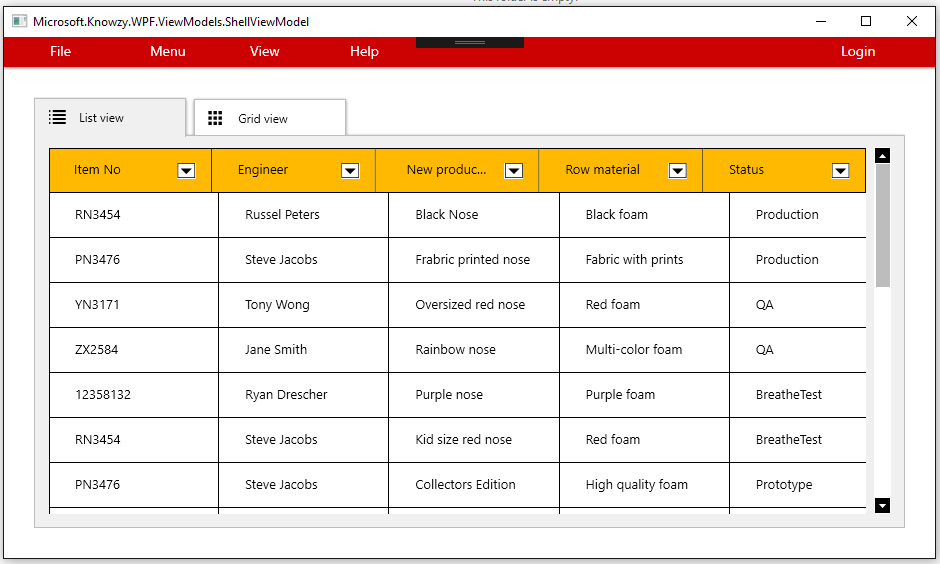 This folder is empty.
Microsoft.Knowzy.WPF.ViewModels.ShellViewModel
File Menu View Help Login
List view Grid view
Item No Engineer New produc... Row material Status
RN3454 Russel Peters Black Nose Black foam Production
PN3476 Steve Jacobs Frabric printed nose Fabric with prints Production
YN3171 Tony Wong Oversized red nose Red foam QA
ZX2584 Jane Smith Rainbow nose Multi-color foam QA
12358132 Ryan Drescher Purple nose Purple foam BreatheTest
RN3454 Steve Jacobs Kid size red nose Red foam BreatheTest
PN3476 Steve Jacobs Collectors Edition High quality foam Prototype